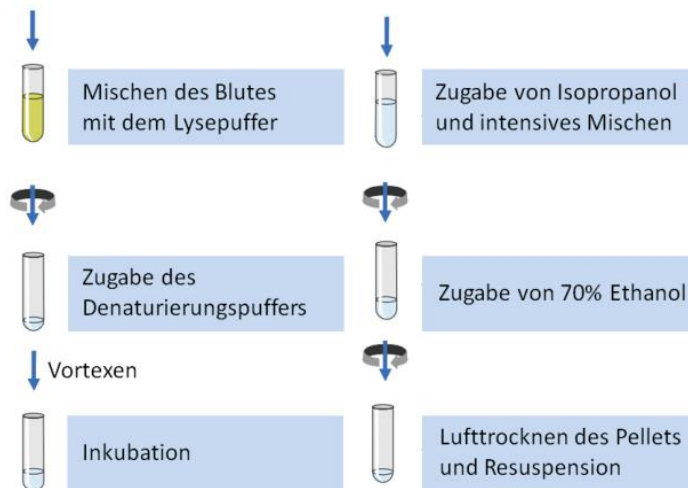 Mischen des Blutes
mit dem Lysepuffer
Zugabe des
Denaturierungspuffers
Vortexen
Inkubation
Zugabe von Isopropanol
und intensives Mischen
Zugabe von 70% Ethanol
Lufttrocknen des Pellets
und Resuspension